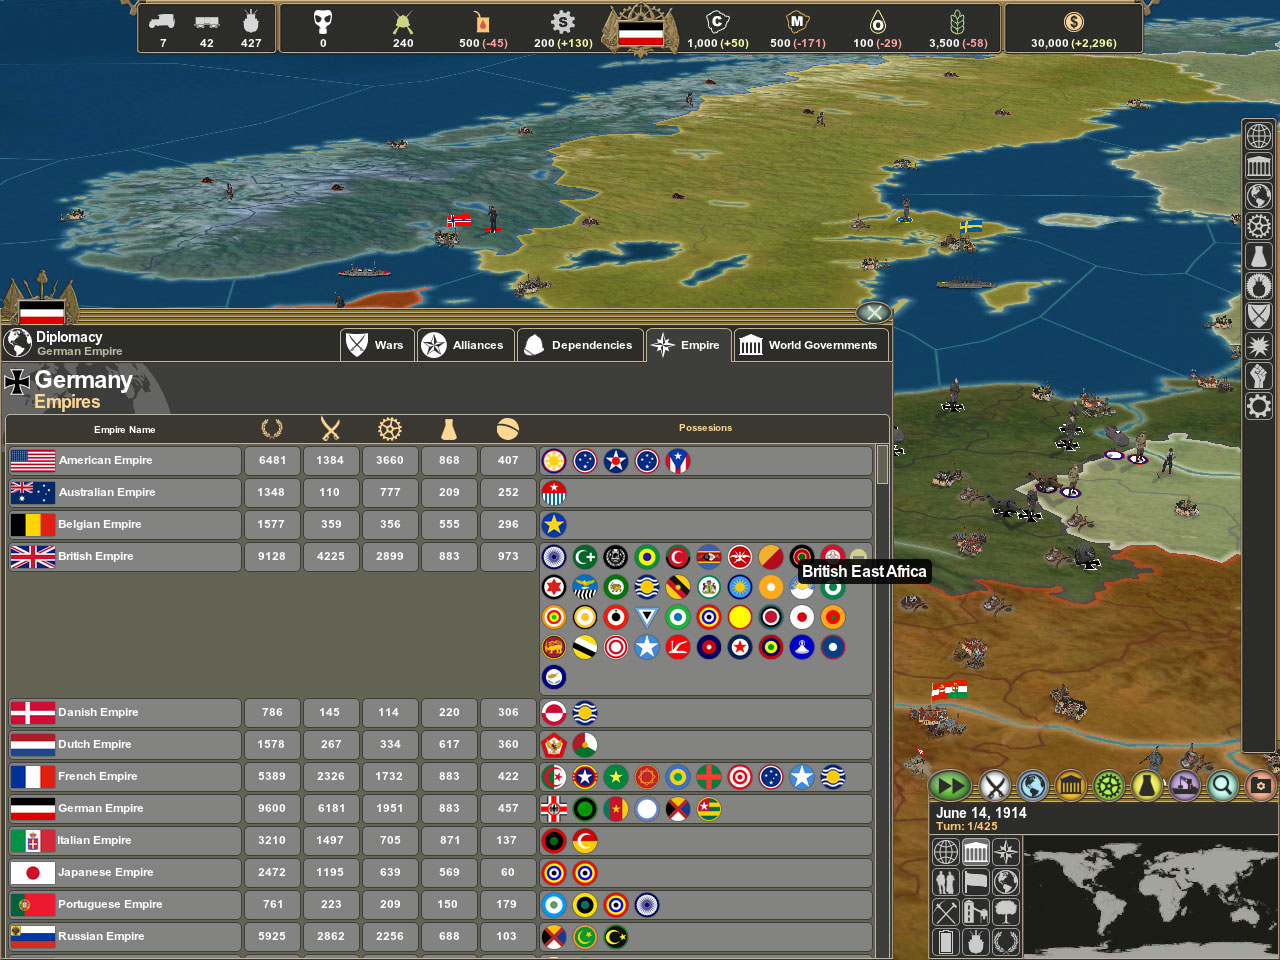 7 42 427 0 240 500 (-45) 200 (+130) 1,000 (+50) 500 (-171) 100 (-29) 3,500 (-58) 30,000 (+2,296)
Diplomacy
German Empire
Wars Alliances Dependencies Empire World Governments
Germany
Empires
Empire Name Possesions
American Empire 6481 1384 3660 868 407
Australian Empire 1348 110 777 209 252
Belgian Empire 1577 359 356 555 296
British Empire 9128 4225 2899 883 973
British East Africa
Danish Empire 786 145 114 220 306
Dutch Empire 1578 267 334 617 360
French Empire 5389 2326 1732 883 422
German Empire 9600 6181 1951 883 457
Italian Empire 3210 1497 705 871 137
Japanese Empire 2472 1195 639 569 60
Portuguese Empire 761 223 209 150 179
Russian Empire 5925 2862 2256 688 103
June 14, 1914
Turn: 1/425